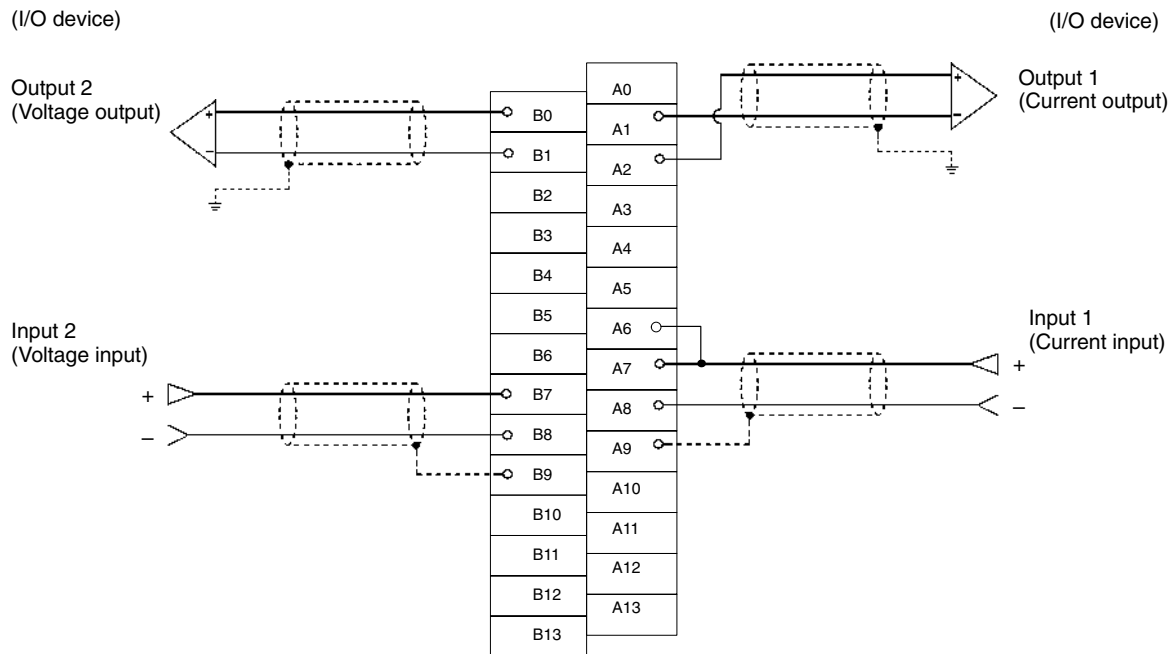 (I/O device)
(I/O device)
Output 2
(Voltage output)
Output 1
(Current output)
+
−
+
−
A0
A1
A2
A3
A4
A5
A6
A7
A8
A9
A10
A11
A12
A13
B0
B1
B2
B3
B4
B5
B6
B7
B8
B9
B10
B11
B12
B13
Input 2
(Voltage input)
+
−
Input 1
(Current input)
+
−